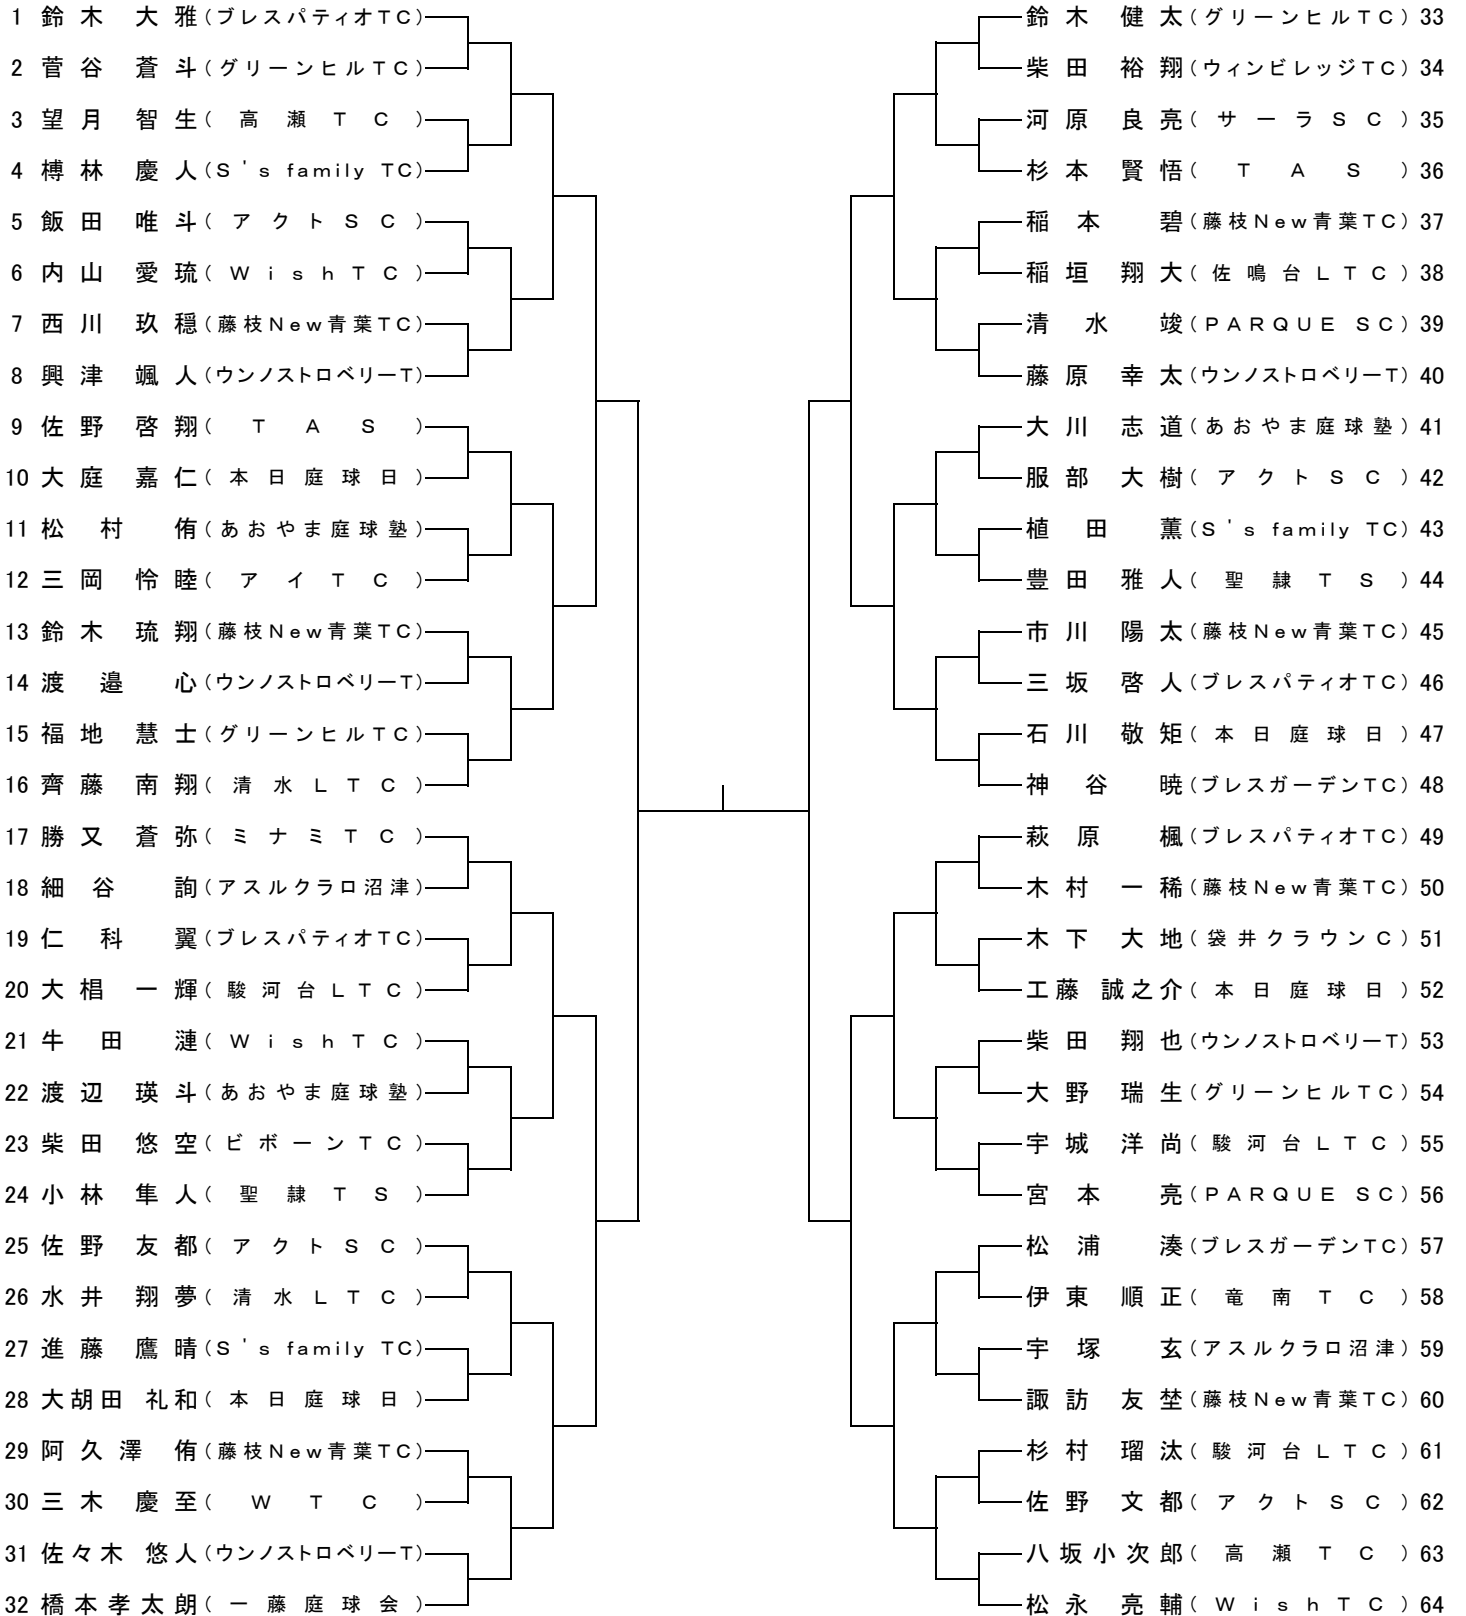 1 鈴木 大雅(ブレスパティオTC)
2 菅谷 蒼斗(グリーンヒルTC)
3 望月 智生(高瀬TC)
4 榑林 慶人(S's family TC)
5 飯田 唯斗(アクトSC)
6 内山 愛琉(WishTC)
7 西川 玖穏(藤枝New青葉TC)
8 興津 颯人(ウンノストロベリーT)
9 佐野 啓翔(TAS)
10 大庭 嘉仁(本日庭球日)
11 松村 侑(あおやま庭球塾)
12 三岡 怜睦(アイTC)
13 鈴木 琉翔(藤枝New青葉TC)
14 渡邉 心(ウンノストロベリーT)
15 福地 慧士(グリーンヒルTC)
16 齊藤 南翔(清水LTC)
17 勝又 蒼弥(ミナミTC)
18 細谷 詢(アスルクラロ沼津)
19 仁科 翼(ブレスパティオTC)
20 大椙 一輝(駿河台LTC)
21 牛田 漣(WishTC)
22 渡辺 瑛斗(あおやま庭球塾)
23 柴田 悠空(ビボーンTC)
24 小林 隼人(聖隷TS)
25 佐野 友都(アクトSC)
26 水井 翔夢(清水LTC)
27 進藤 鷹晴(S's family TC)
28 大胡田 礼和(本日庭球日)
29 阿久澤 侑(藤枝New青葉TC)
30 三木 慶至(WTC)
31 佐々木 悠人(ウンノストロベリーT)
32 橋本孝太朗(一藤庭球会)
鈴木 健太(グリーンヒルTC) 33
柴田 裕翔(ウィンビレッジTC) 34
河原 良亮(サーラSC) 35
杉本 賢悟(TAS) 36
稲本 碧(藤枝New青葉TC) 37
稲垣 翔大(佐鳴台LTC) 38
清水 竣(PARQUE SC) 39
藤原 幸太(ウンノストロベリーT) 40
大川 志道(あおやま庭球塾) 41
服部 大樹(アクトSC) 42
植田 薫(S's family TC) 43
豊田 雅人(聖隷TS) 44
市川 陽太(藤枝New青葉TC) 45
三坂 啓人(ブレスパティオTC) 46
石川 敬矩(本日庭球日) 47
神谷 暁(ブレスガーデンTC) 48
萩原 楓(ブレスパティオTC) 49
木村 一稀(藤枝New青葉TC) 50
木下 大地(袋井クラウンC) 51
工藤 誠之介(本日庭球日) 52
柴田 翔也(ウンノストロベリーT) 53
大野 瑞生(グリーンヒルTC) 54
宇城 洋尚(駿河台LTC) 55
宮本 亮(PARQUE SC) 56
松浦 湊(ブレスガーデンTC) 57
伊東 順正(竜南TC) 58
宇塚 玄(アスルクラロ沼津) 59
諏訪 友埜(藤枝New青葉TC) 60
杉村 瑠汰(駿河台LTC) 61
佐野 文都(アクトSC) 62
八坂小次郎(高瀬TC) 63
松永 亮輔(WishTC) 64